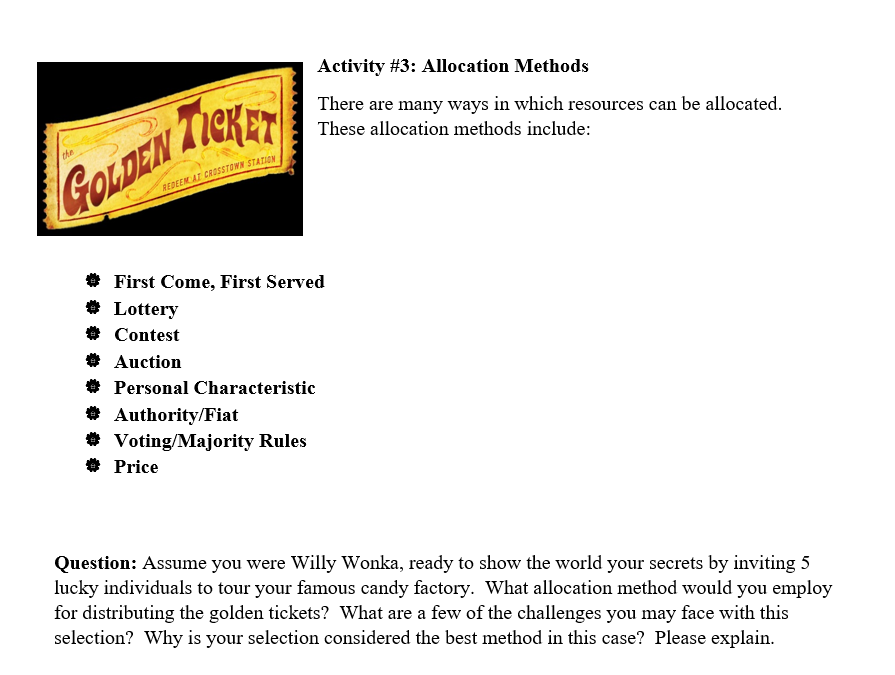 Activity #3: Allocation Methods
There are many ways in which resources can be allocated.
These allocation methods include:
the
GOLDEN TICKET
REDEEM AT CROSSTOWN STATION
First Come, First Served
Lottery
Contest
Auction
Personal Characteristic
Authority/Fiat
Voting/Majority Rules
Price
Question: Assume you were Willy Wonka, ready to show the world your secrets by inviting 5
lucky individuals to tour your famous candy factory.  What allocation method would you employ
for distributing the golden tickets?  What are a few of the challenges you may face with this
selection?  Why is your selection considered the best method in this case?  Please explain.